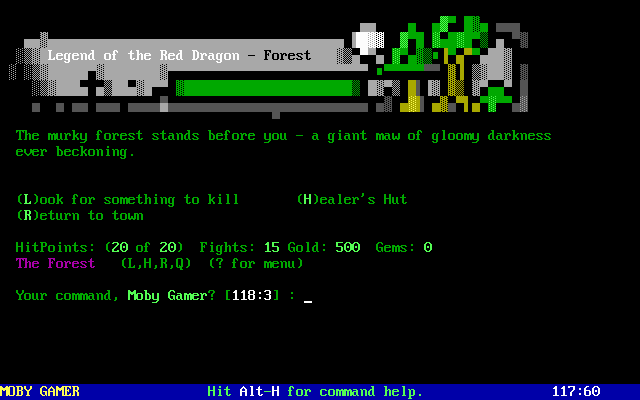 Legend of the Red Dragon - Forest
The murky forest stands before you - a giant maw of gloomy darkness
ever beckoning.
(L)ook for something to kill (H)ealer's Hut
(R)eturn to town
HitPoints: (20 of 20) Fights: 15 Gold: 500 Gems: 0
The Forest (L,H,R,Q) (? for menu)
Your command, Moby Gamer? [118:3] : _
MOBY GAMER Hit Alt-H for command help. 117:60